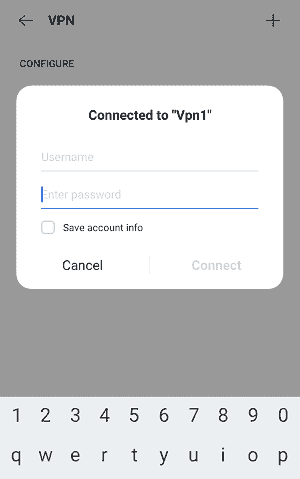 VPN
CONFIGURE
Connected to "Vpn1"
Username
Enter password
Save account info
Cancel Connect
1 2 3 4 5 6 7 8 9 0
q w e r t y u i o p